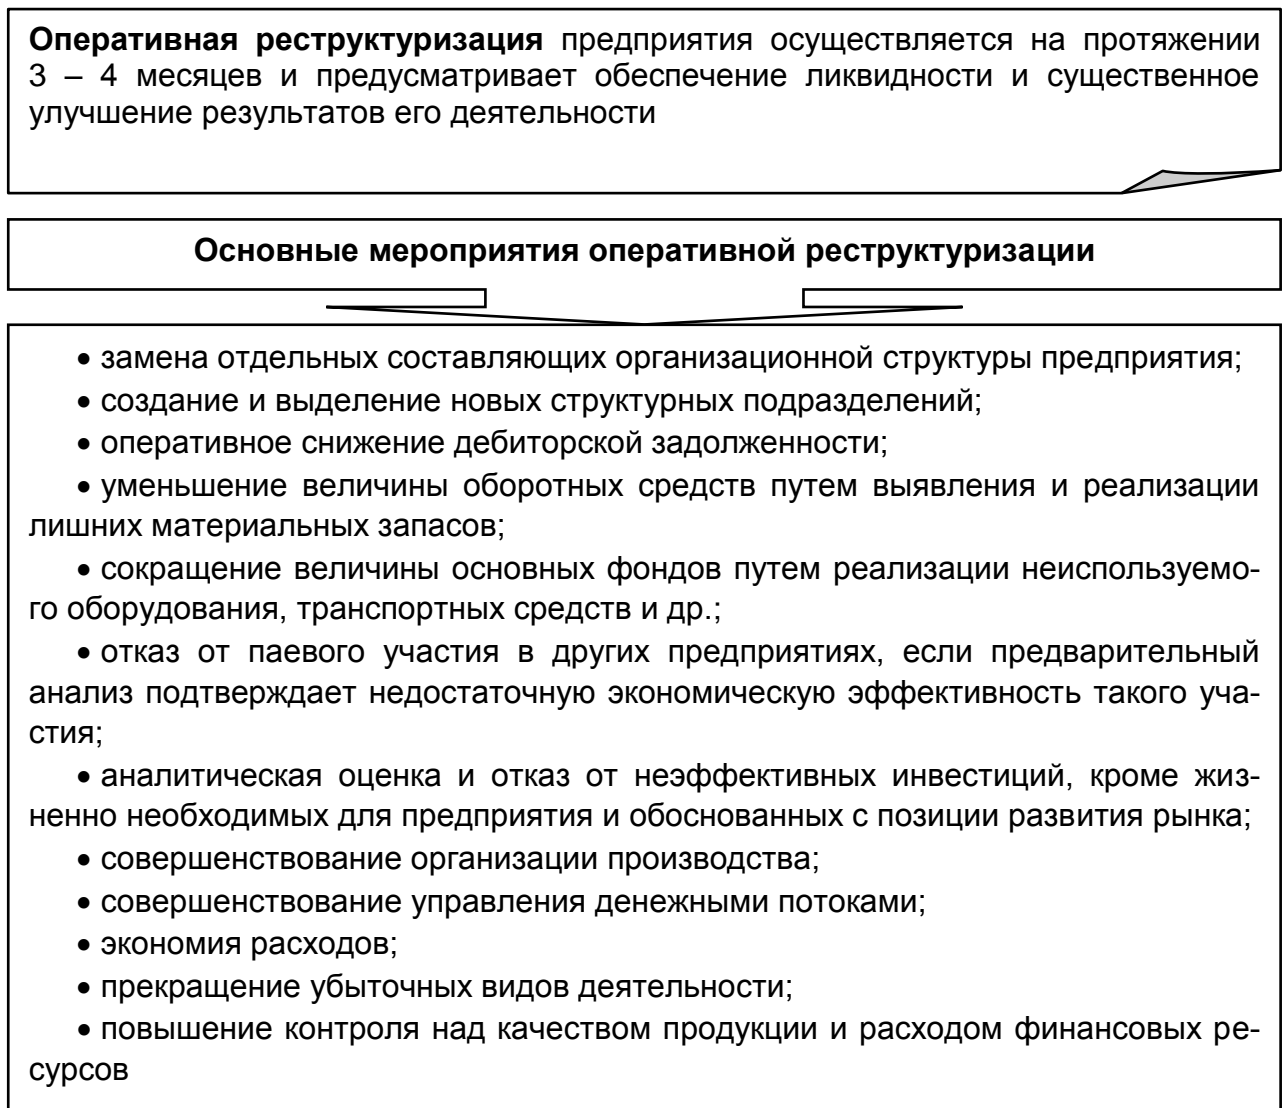 Оперативная реструктуризация предприятия осуществляется на протяжении
3 – 4 месяцев и предусматривает обеспечение ликвидности и существенное
улучшение результатов его деятельности
Основные мероприятия оперативной реструктуризации
• замена отдельных составляющих организационной структуры предприятия;
• создание и выделение новых структурных подразделений;
• оперативное снижение дебиторской задолженности;
• уменьшение величины оборотных средств путем выявления и реализации
лишних материальных запасов;
• сокращение величины основных фондов путем реализации неиспользуемо-
го оборудования, транспортных средств и др.;
• отказ от паевого участия в других предприятиях, если предварительный
анализ подтверждает недостаточную экономическую эффективность такого уча-
стия;
• аналитическая оценка и отказ от неэффективных инвестиций, кроме жиз-
ненно необходимых для предприятия и обоснованных с позиции развития рынка;
• совершенствование организации производства;
• совершенствование управления денежными потоками;
• экономия расходов;
• прекращение убыточных видов деятельности;
• повышение контроля над качеством продукции и расходом финансовых ре-
сурсов